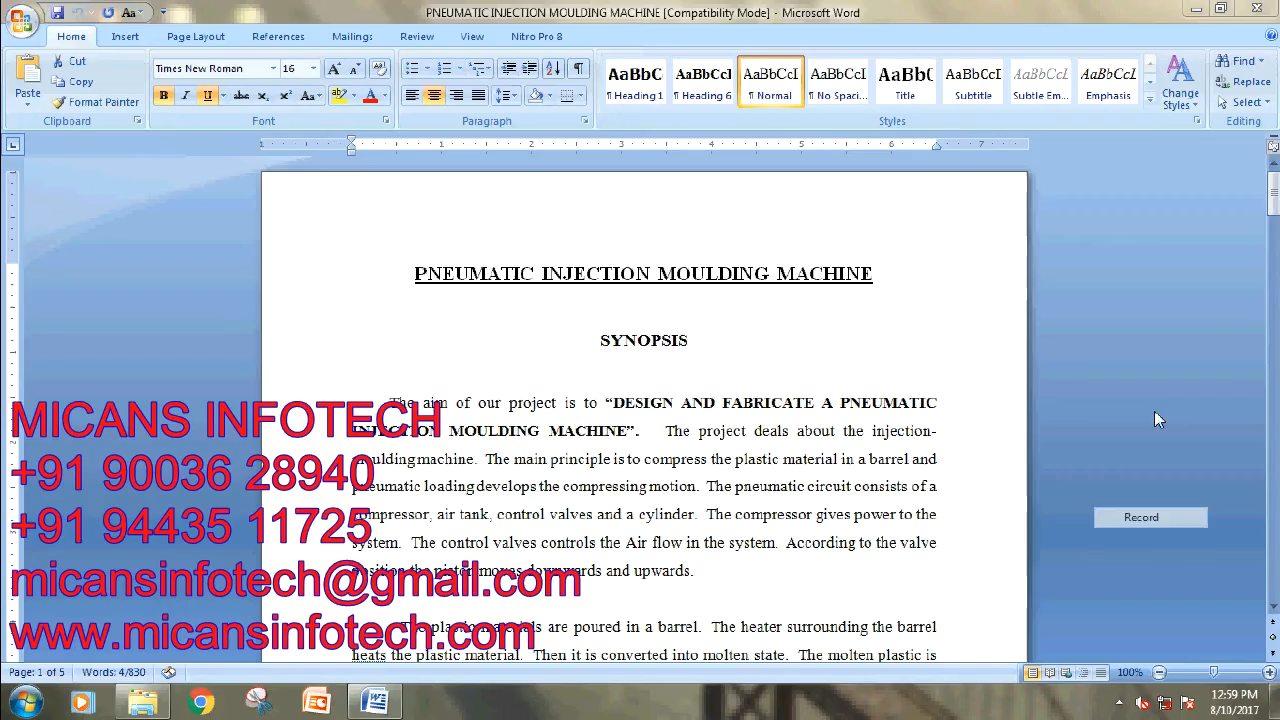 PNEUMATIC INJECTION MOULDING MACHINE [Compatibility Mode] - Microsoft Word
Home Insert Page Layout References Mailings Review View Nitro Pro 8
Paste
Cut
Copy
Format Painter
Clipboard
Times New Roman 16
Font
Paragraph
AaBbC AaBbCcl AaBbCcI AaBbCcI AaBbC AaBbCcI AaBbCcI AaBbCcI
¶ Heading 1 ¶ Heading 6 ¶ Normal ¶ No Spaci... Title Subtitle Subtle Em... Emphasis
Change Styles
Styles
Find
Replace
Select
Editing
PNEUMATIC INJECTION MOULDING MACHINE
SYNOPSIS
The aim of our project is to “DESIGN AND FABRICATE A PNEUMATIC
INJECTION MOULDING MACHINE”. The project deals about the injection-
moulding machine. The main principle is to compress the plastic material in a barrel and
pneumatic loading develops the compressing motion. The pneumatic circuit consists of a
compressor, air tank, control valves and a cylinder. The compressor gives power to the
system. The control valves controls the Air flow in the system. According to the valve
position the piston moves downwards and upwards.
The plastic materials are poured in a barrel. The heater surrounding the barrel
heats the plastic material. Then it is converted into molten state. The molten plastic is
MICANS INFOTECH
+91 90036 28940
+91 94435 11725
micansinfotech@gmail.com
www.micansinfotech.com
Record
Page: 1 of 5 Words: 4/830
100%
12:59 PM
8/10/2017